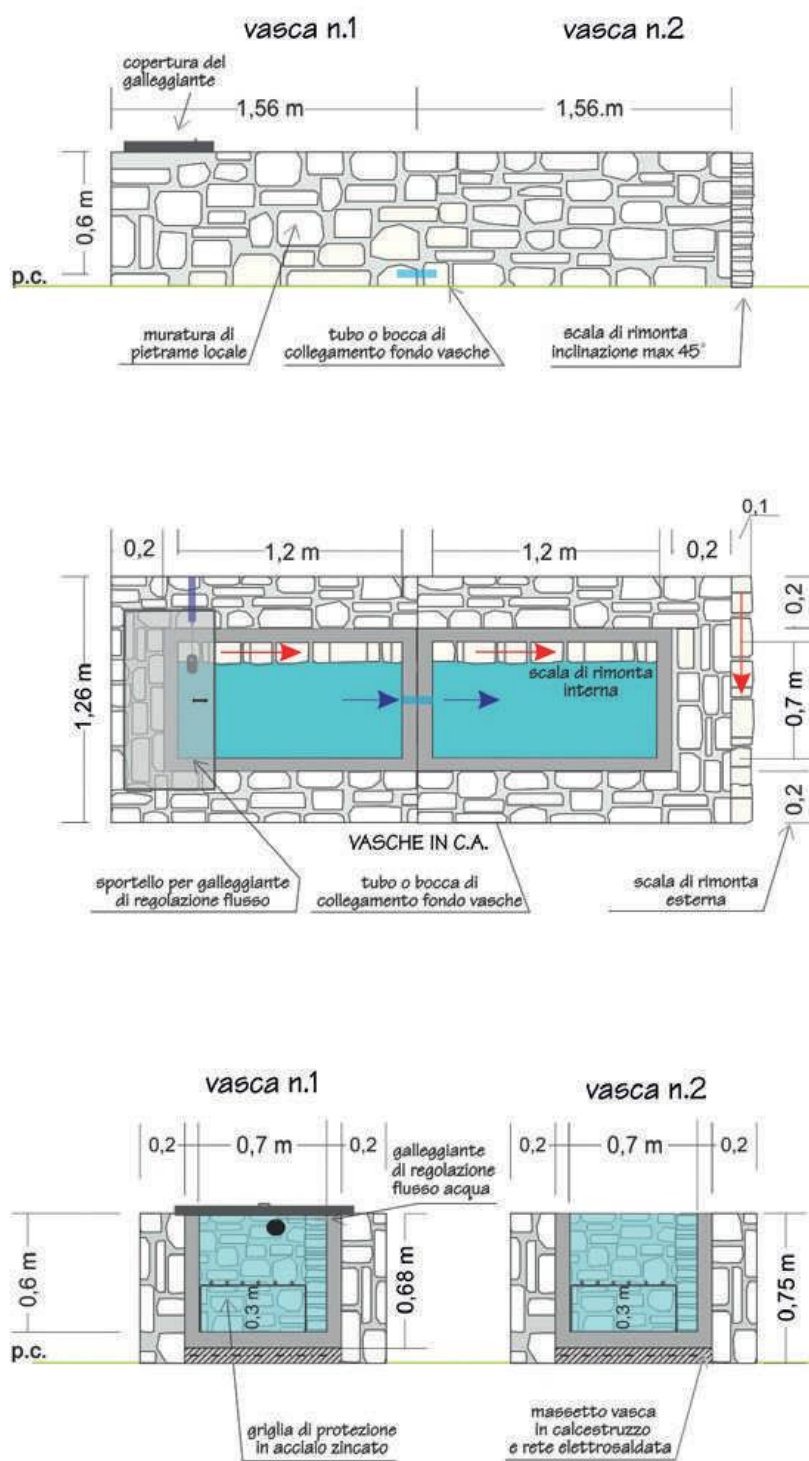 vasca n.1
vasca n.2
copertura del
galleggiante
1,56 m
1,56.m
0,6 m
p.c.
muratura di
pietrame locale
tubo o bocca di
collegamento fondo vasche
scala di rimonta
inclinazione max 45°
0,1
0,2
1,2 m
1,2 m
0,2
0,2
1,26 m
scala di rimonta
interna
0,7 m
0,2
VASCHE IN C.A.
sportello per galleggiante
di regolazione flusso
tubo o bocca di
collegamento fondo vasche
scala di rimonta
esterna
vasca n.1
vasca n.2
0,2
0,7 m
0,2
galleggiante
di regolazione
flusso acqua
0,2
0,7 m
0,2
0,6 m
0,3 m
0,68 m
0,3 m
0,75 m
p.c.
griglia di protezione
in acciaio zincato
massetto vasca
in calcestruzzo
e rete elettrosaldata